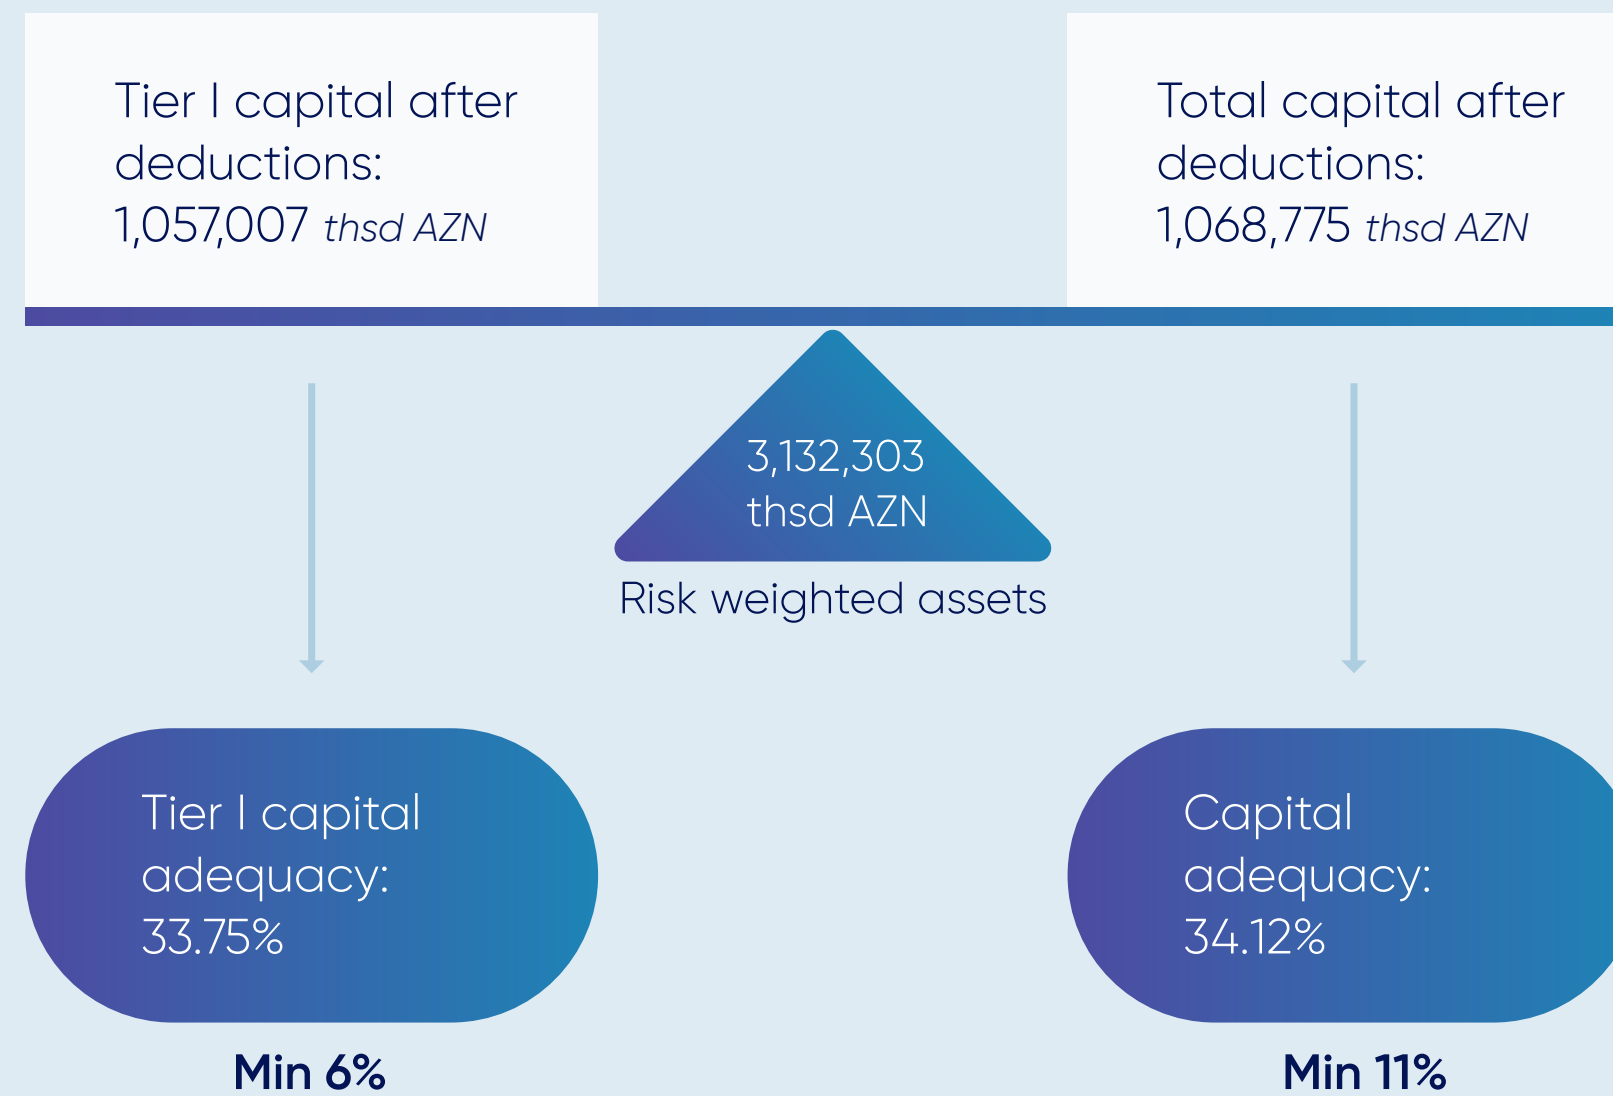 Tier I capital after
deductions:
1,057,007 thsd AZN
Total capital after
deductions:
1,068,775 thsd AZN
3,132,303
thsd AZN
Risk weighted assets
Tier I capital
adequacy:
33.75%
Min 6%
Capital
adequacy:
34.12%
Min 11%